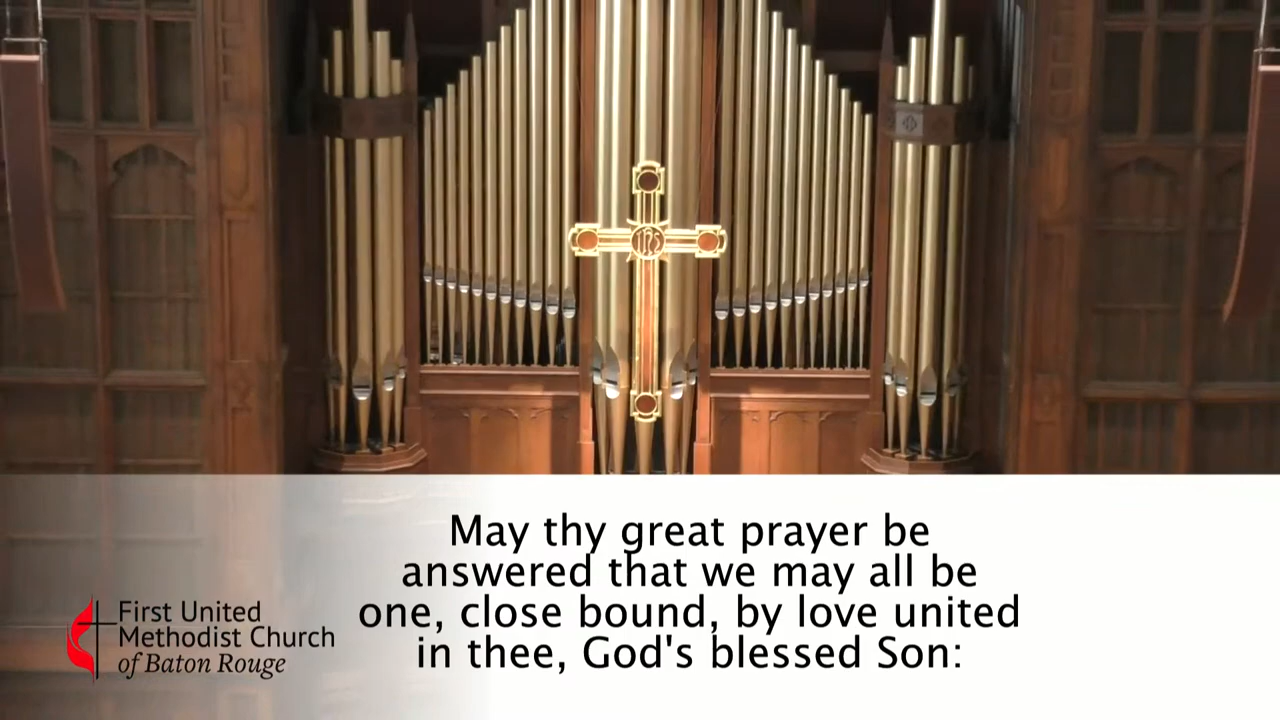 IHS
May thy great prayer be
answered that we may all be
one, close bound, by love united
in thee, God's blessed Son:
First United
Methodist Church
of Baton Rouge